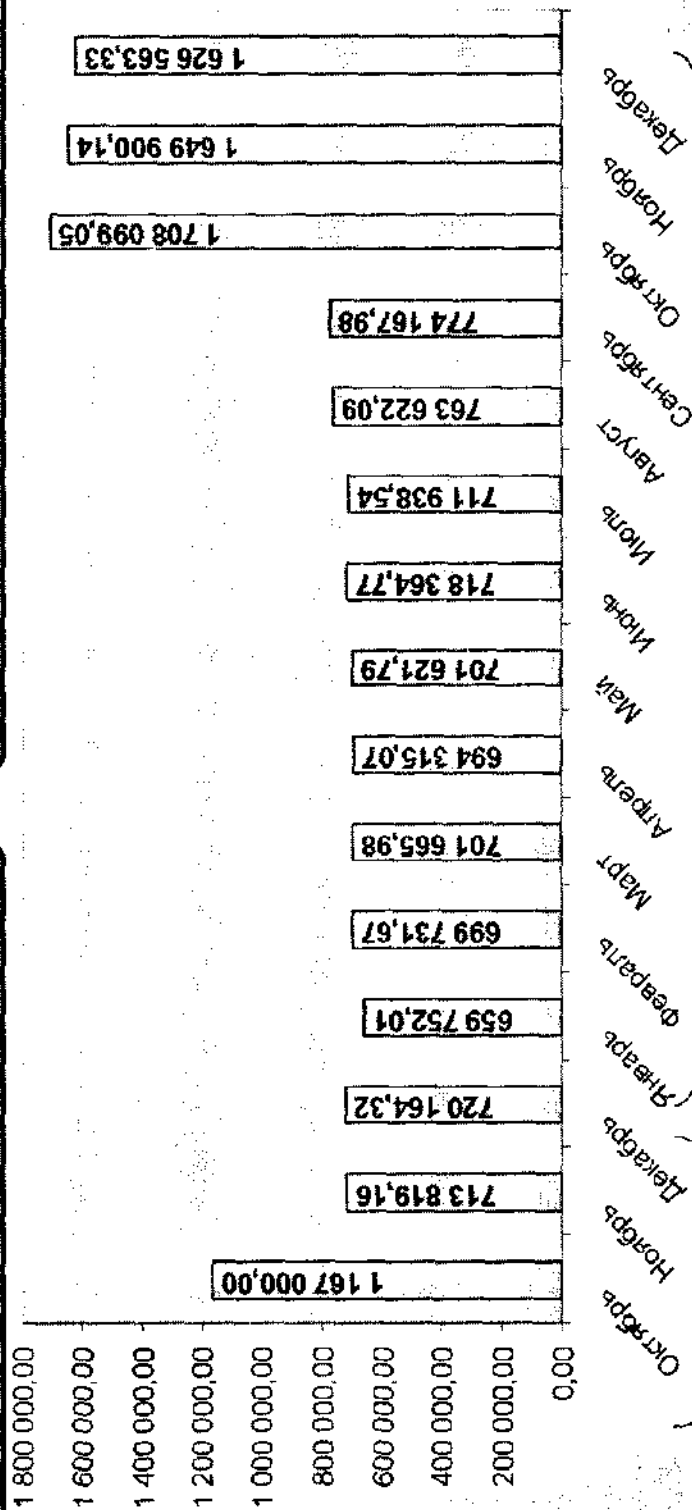 1 800 000,00
1 600 000,00
1 400 000,00
1 200 000,00
1 000 000,00
800 000,00
600 000,00
400 000,00
200 000,00
0,00
1 167 000,00
713 819,16
720 164,32
659 752,01
699 731,67
701 665,98
694 315,07
701 621,79
718 364,77
711 938,54
763 622,09
774 167,98
1 708 099,05
1 649 900,14
1 626 563,33
Октябрь
Ноябрь
Декабрь
Январь
Февраль
Март
Апрель
Май
Июнь
Июль
Август
Сентябрь
Октябрь
Ноябрь
Декабрь